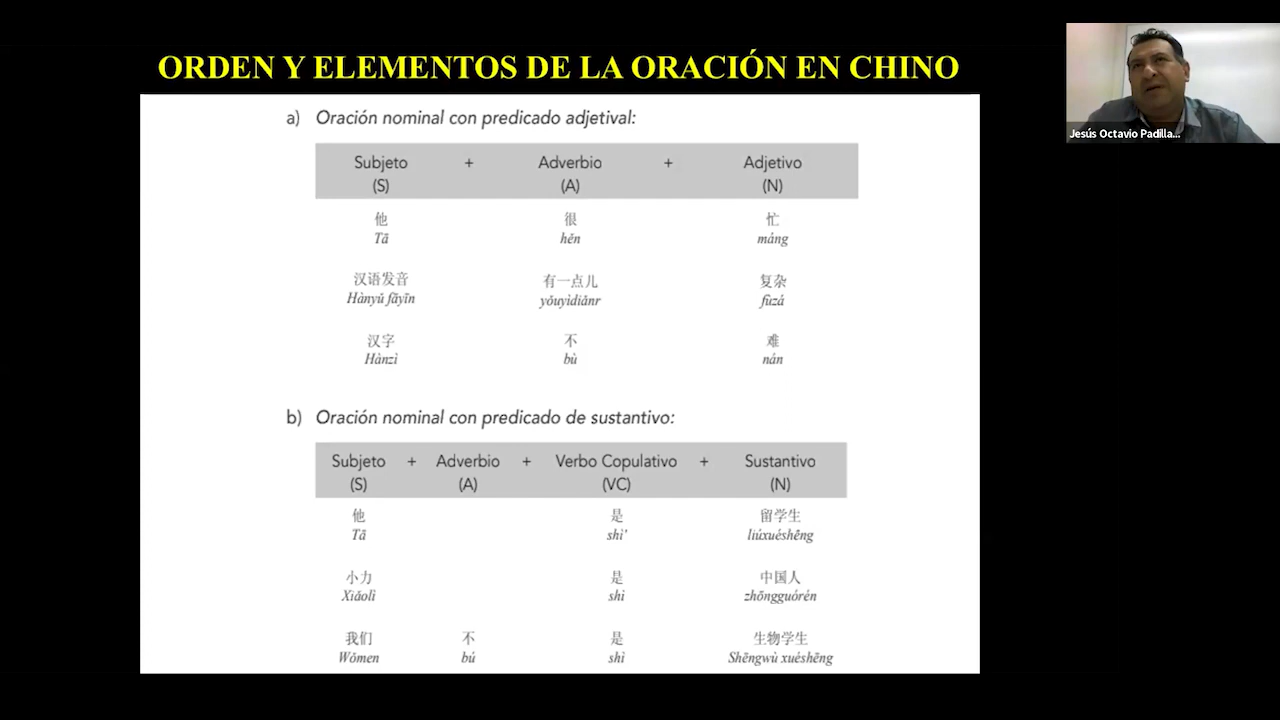 ORDEN Y ELEMENTOS DE LA ORACIÓN EN CHINO
Jesús Octavio Padilla...
a) Oración nominal con predicado adjetival:
Subjeto + Adverbio + Adjetivo
(S) (A) (N)
他 很 忙
Tā hěn máng
汉语发音 有一点儿 复杂
Hànyǔ fāyīn yǒuyìdiǎnr fùzá
汉字 不 难
Hànzì bù nán
b) Oración nominal con predicado de sustantivo:
Subjeto + Adverbio + Verbo Copulativo + Sustantivo
(S) (A) (VC) (N)
他 是 留学生
Tā shì' liúxuéshēng
小力 是 中国人
Xiǎolì shì zhōngguórén
我们 不 是 生物学生
Wǒmen bú shì Shēngwù xuéshēng